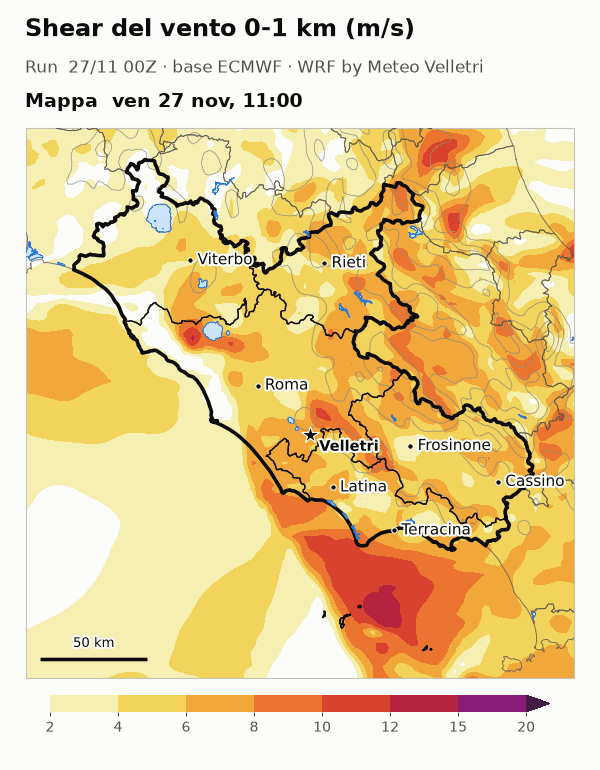 Shear del vento 0-1 km (m/s)
Run  27/11 00Z · base ECMWF · WRF by Meteo Velletri
Mappa  ven 27 nov, 11:00
Viterbo
Rieti
Roma
Velletri
Frosinone
Cassino
Latina
Terracina
50 km
2 4 6 8 10 12 15 20